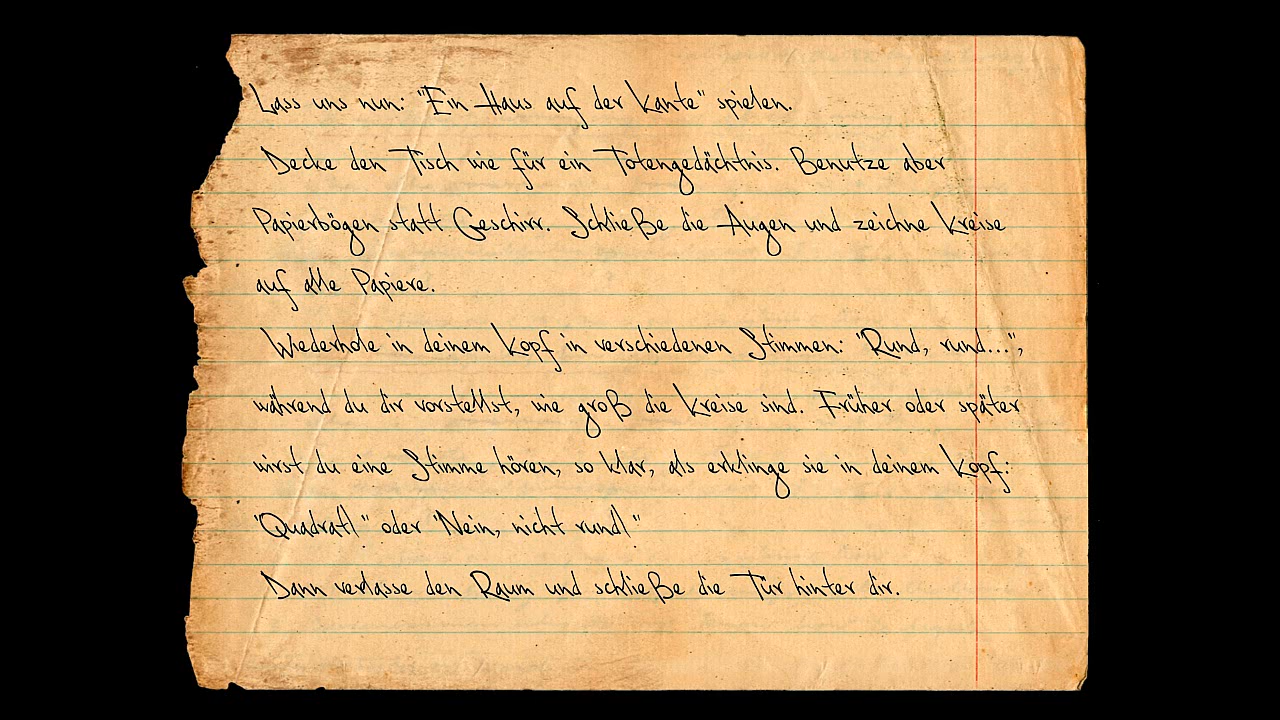 Lass uns nun: "Ein Haus auf der Kante" spielen.
Decke den Tisch wie für ein Totengedächtnis. Benutze aber
Papierbögen statt Geschirr. Schließe die Augen und zeichne Kreise
auf alle Papiere.
Wiederhole in deinem Kopf in verschiedenen Stimmen: "Rund, rund...",
während du dir vorstellst, wie groß die Kreise sind. Früher oder später
wirst du eine Stimme hören, so klar, als erklinge sie in deinem Kopf:
"Quadrat!" oder "Nein, nicht rund!"
Dann verlasse den Raum und schließe die Tür hinter dir.